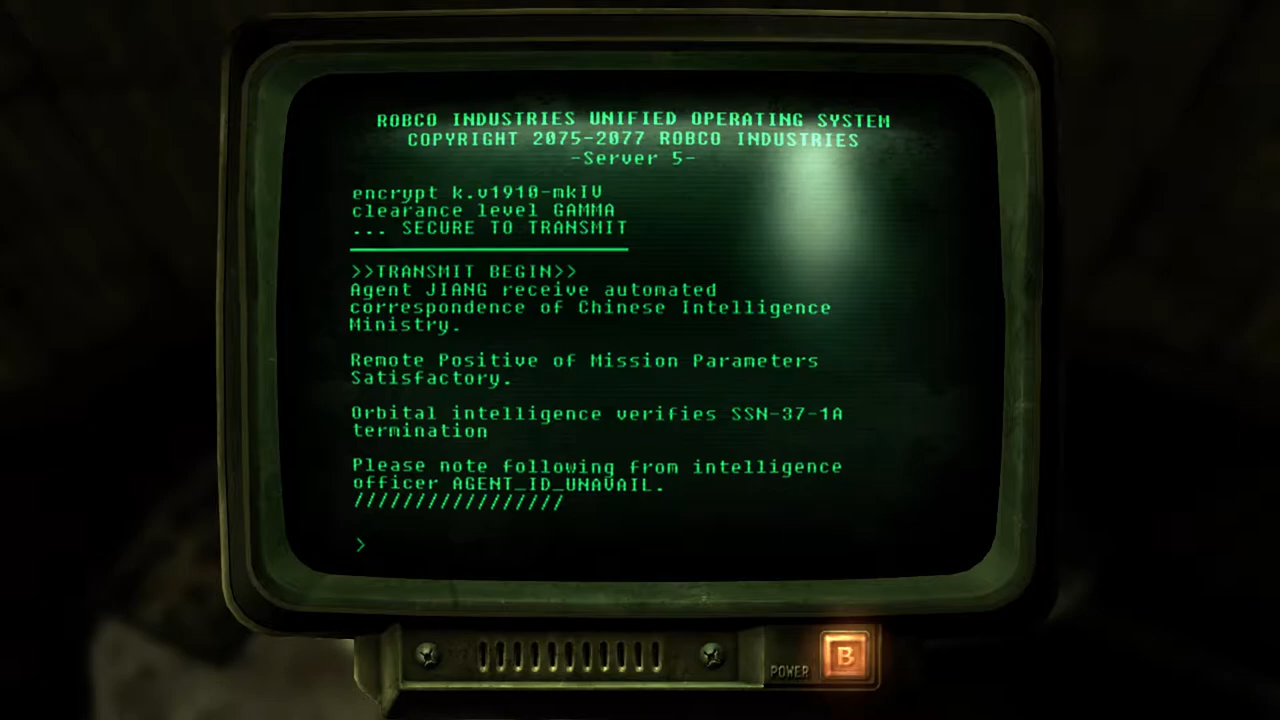 ROBCO INDUSTRIES UNIFIED OPERATING SYSTEM
COPYRIGHT 2075-2077 ROBCO INDUSTRIES
-Server 5-
encrypt k.v1910-mkIV
clearance level GAMMA
... SECURE TO TRANSMIT
>>TRANSMIT BEGIN>>
Agent JIANG receive automated
correspondence of Chinese Intelligence
Ministry.
Remote Positive of Mission Parameters
Satisfactory.
Orbital intelligence verifies SSN-37-1A
termination
Please note following from intelligence
officer AGENT_ID_UNAVAIL.
/////////////////
>
POWER B